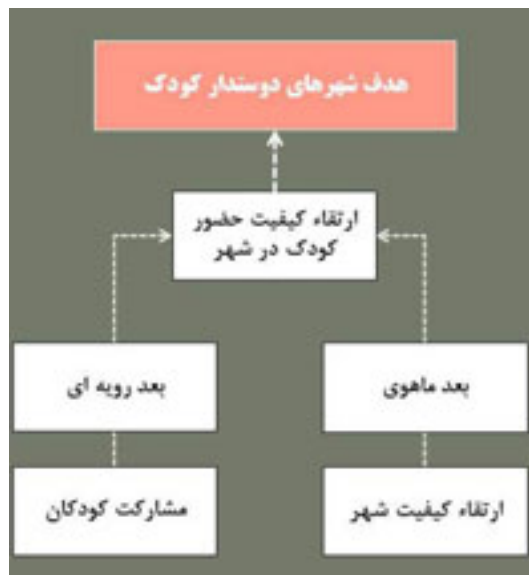 هدف شهرهای دوستدار کودک
ارتقاء کیفیت حضور
کودک در شهر
بعد ماهوی
بعد رویه ای
ارتقاء کیفیت شهر
مشارکت کودکان